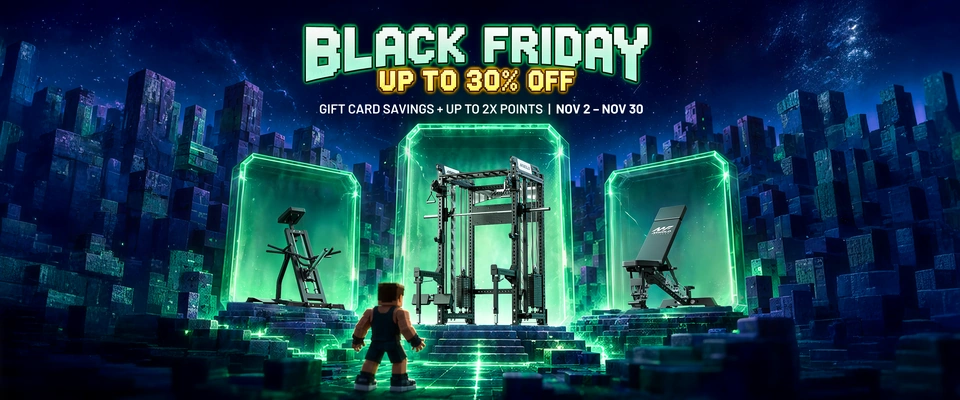 BLACK FRIDAY
UP TO 30% OFF
GIFT CARD SAVINGS + UP TO 2X POINTS | NOV 2 – NOV 30